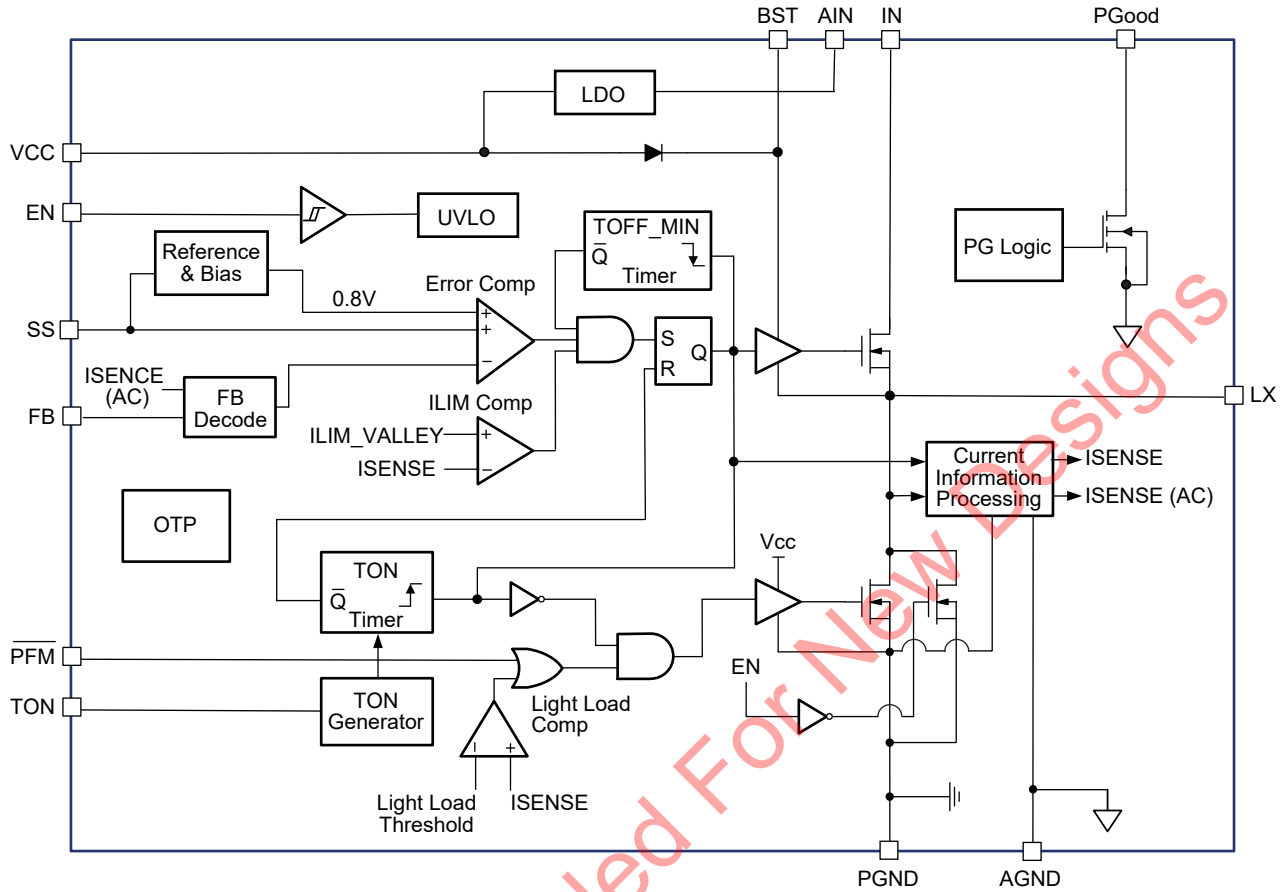 BST AIN IN PGood
LDO
VCC
EN
UVLO
TOFF_MIN
Q̅
Timer
PG Logic
Reference
& Bias
Error Comp
0.8V
+
+
−
SS
S
R
Q
ISENCE
(AC)
FB
FB
Decode
ILIM Comp
ILIM_VALLEY
+
ISENSE
−
LX
Current
Information
Processing
ISENSE
ISENSE (AC)
OTP
Vcc
TON
Q̅
Timer
P̅F̅M̅
EN
TON
TON
Generator
Light Load
Comp
− +
Light Load
Threshold
ISENSE
PGND
AGND
ded For New Designs